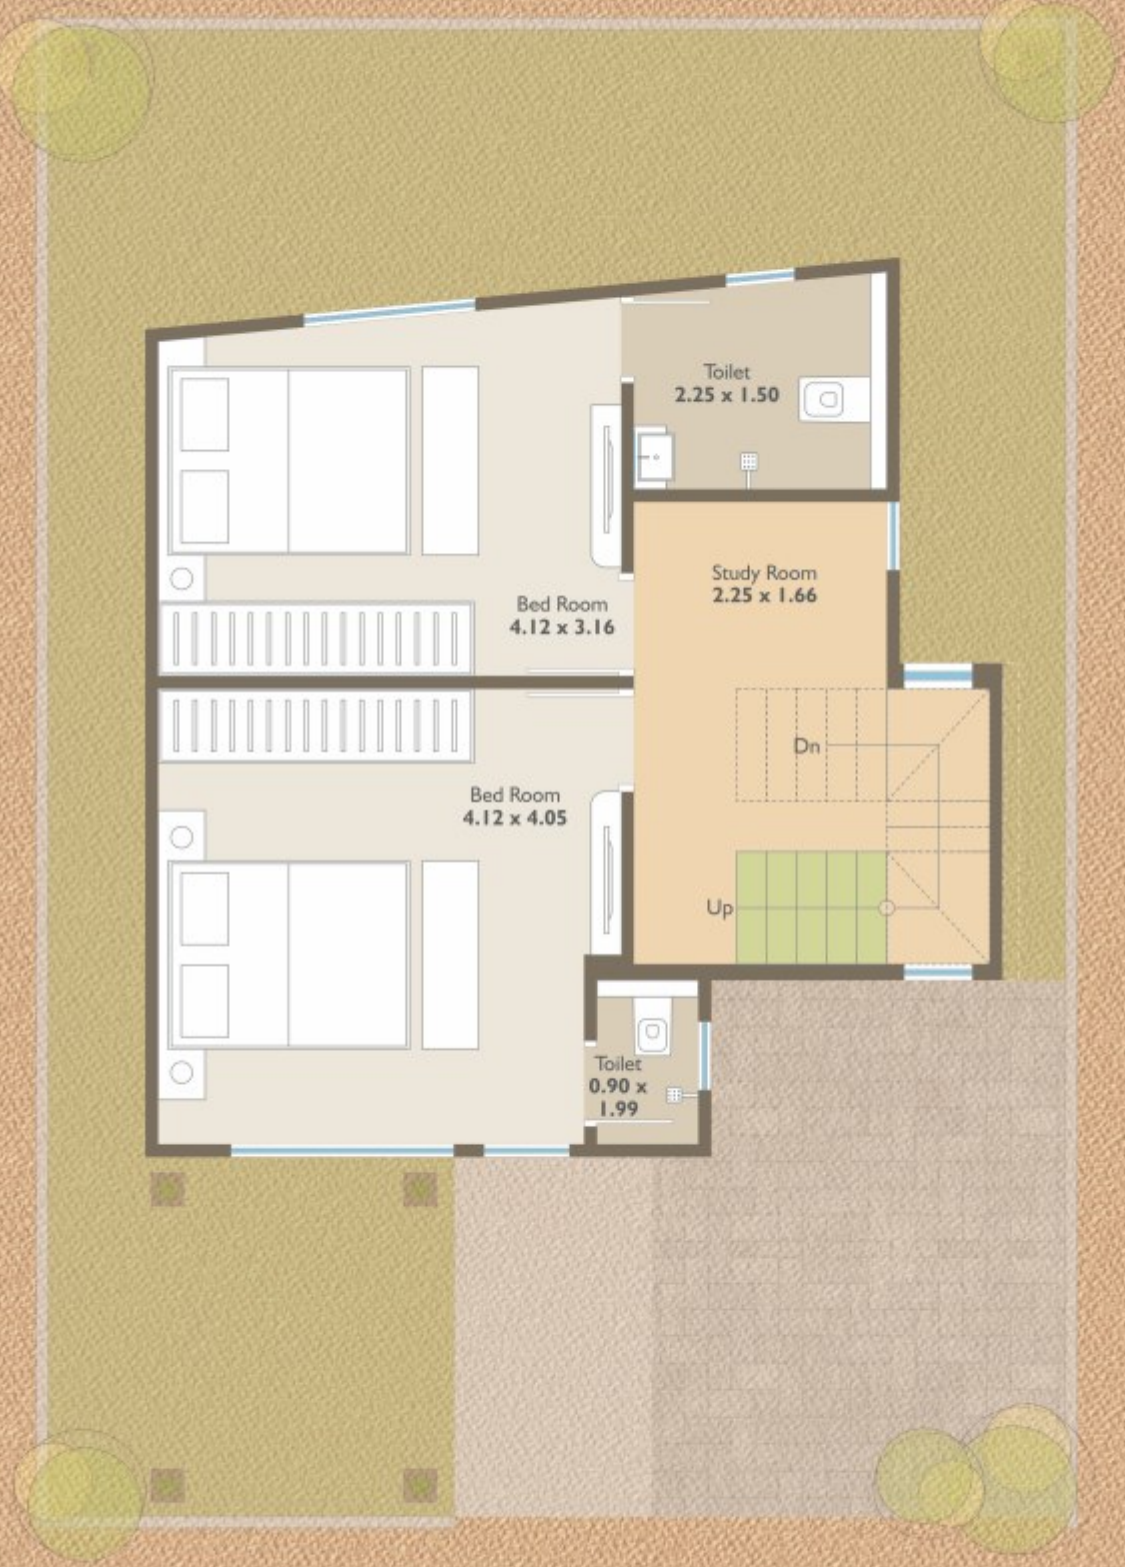 Toilet
2.25 x 1.50
Study Room
2.25 x 1.66
Bed Room
4.12 x 3.16
Dn
Bed Room
4.12 x 4.05
Up
Toilet
0.90 x
1.99